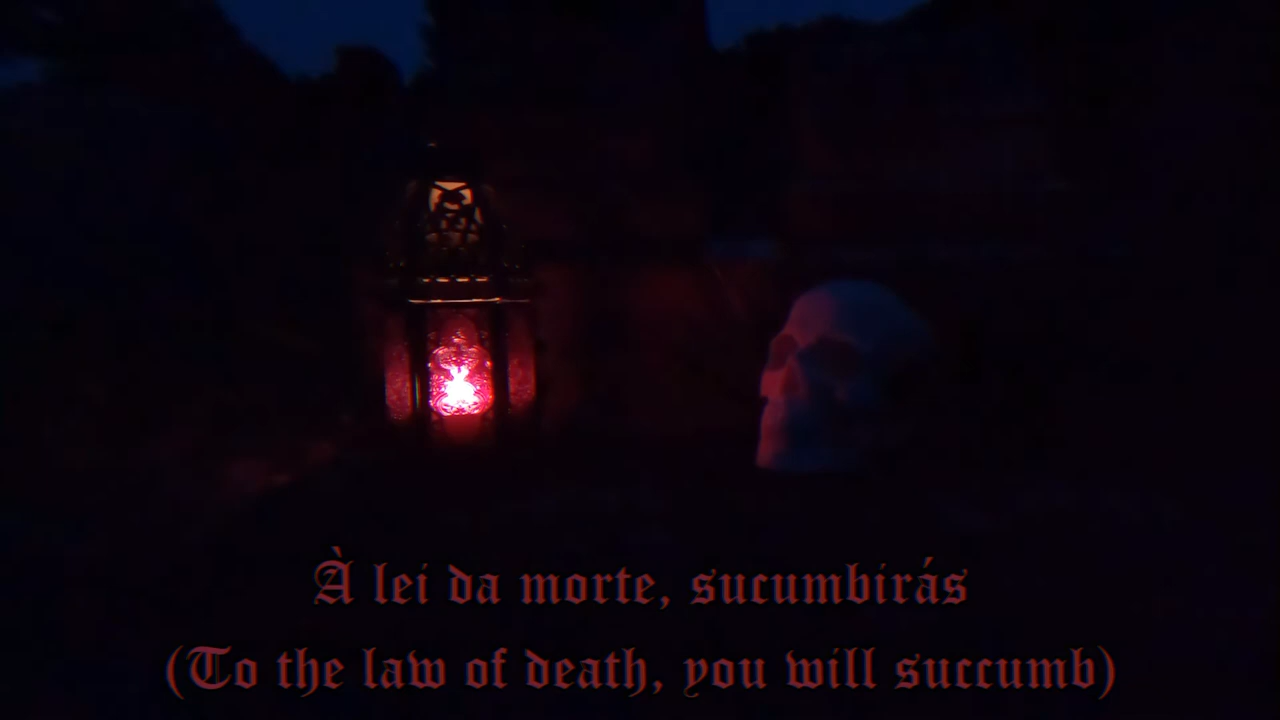 À lei da morte, sucumbirás
(To the law of death, you will succumb)